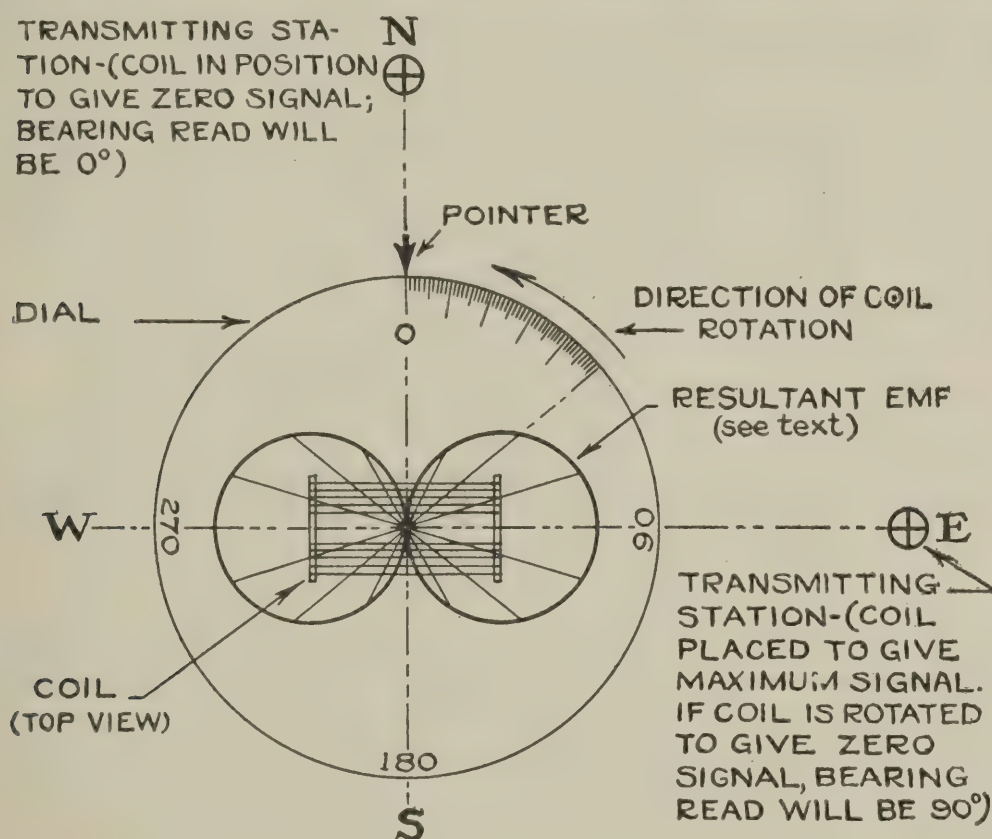 TRANSMITTING STA-
TION-(COIL IN POSITION
TO GIVE ZERO SIGNAL;
BEARING READ WILL
BE 0°)
N
POINTER
DIAL
0
DIRECTION OF COIL
ROTATION
RESULTANT EMF
(see text)
W
270
90
E
TRANSMITTING
STATION-(COIL
PLACED TO GIVE
MAXIMUM SIGNAL.
IF COIL IS ROTATED
TO GIVE ZERO
SIGNAL, BEARING
READ WILL BE 90°)
COIL
(TOP VIEW)
180
S